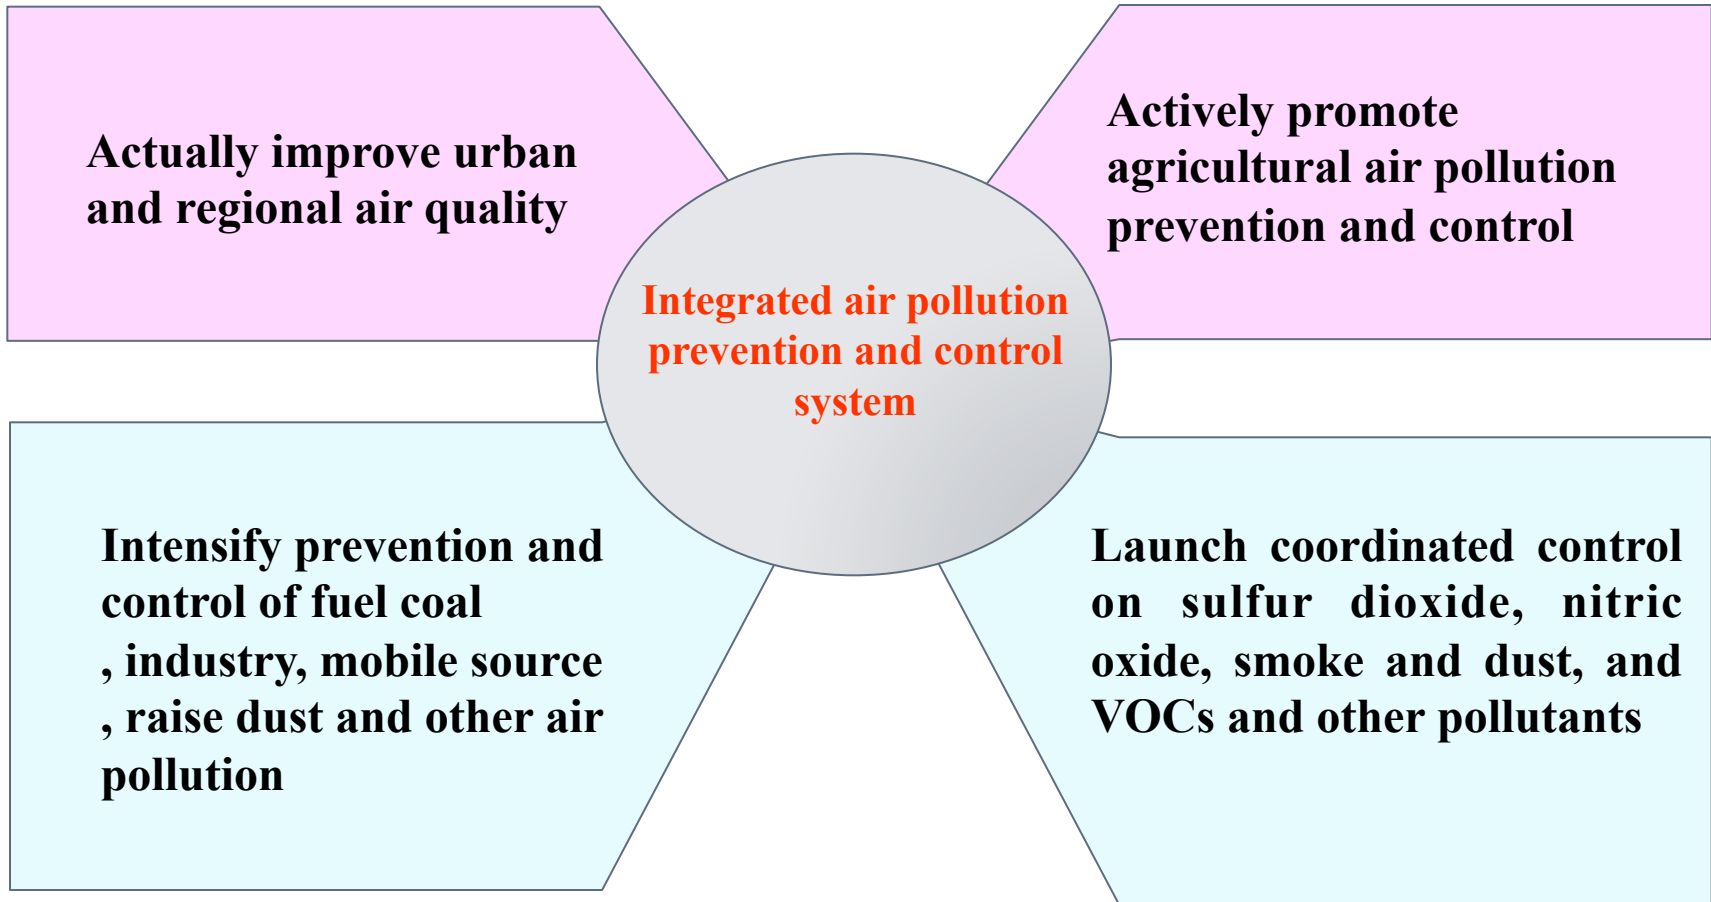 Actually improve urban
and regional air quality
Actively promote
agricultural air pollution
prevention and control
Integrated air pollution
prevention and control
system
Intensify prevention and
control of fuel coal
, industry, mobile source
, raise dust and other air
pollution
Launch coordinated control
on sulfur dioxide, nitric
oxide, smoke and dust, and
VOCs and other pollutants